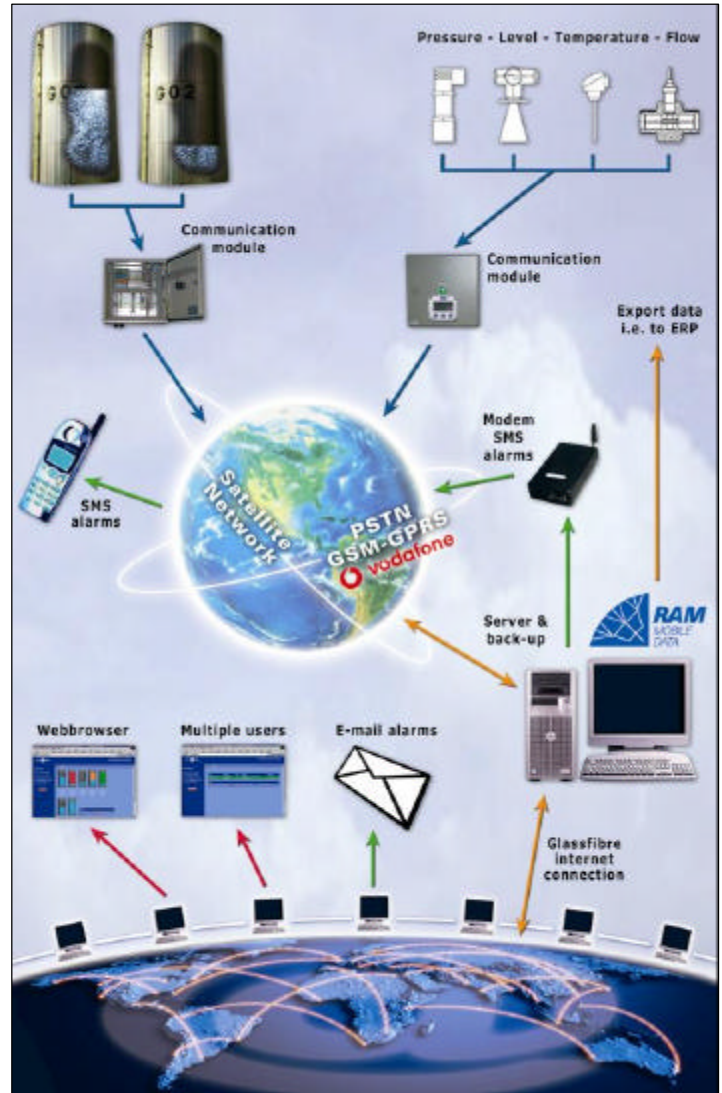 Pressure - Level - Temperature - Flow
G02
G02
Communication
module
Communication
module
Export data
i.e. to ERP
Modem
SMS
alarms
SMS
alarms
Satellite
Network
PSTN
GSM-GPRS
vodafone
Server &
back-up
RAM
MOBILE
DATA
Webbrowser
Multiple users
E-mail alarms
Glassfibre
internet
connection